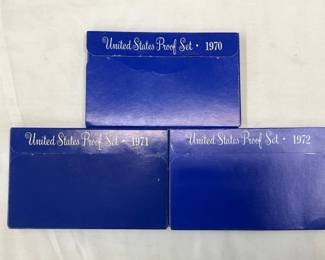 United States Proof Set · 1970
United States Proof Set · 1971
United States Proof Set · 1972